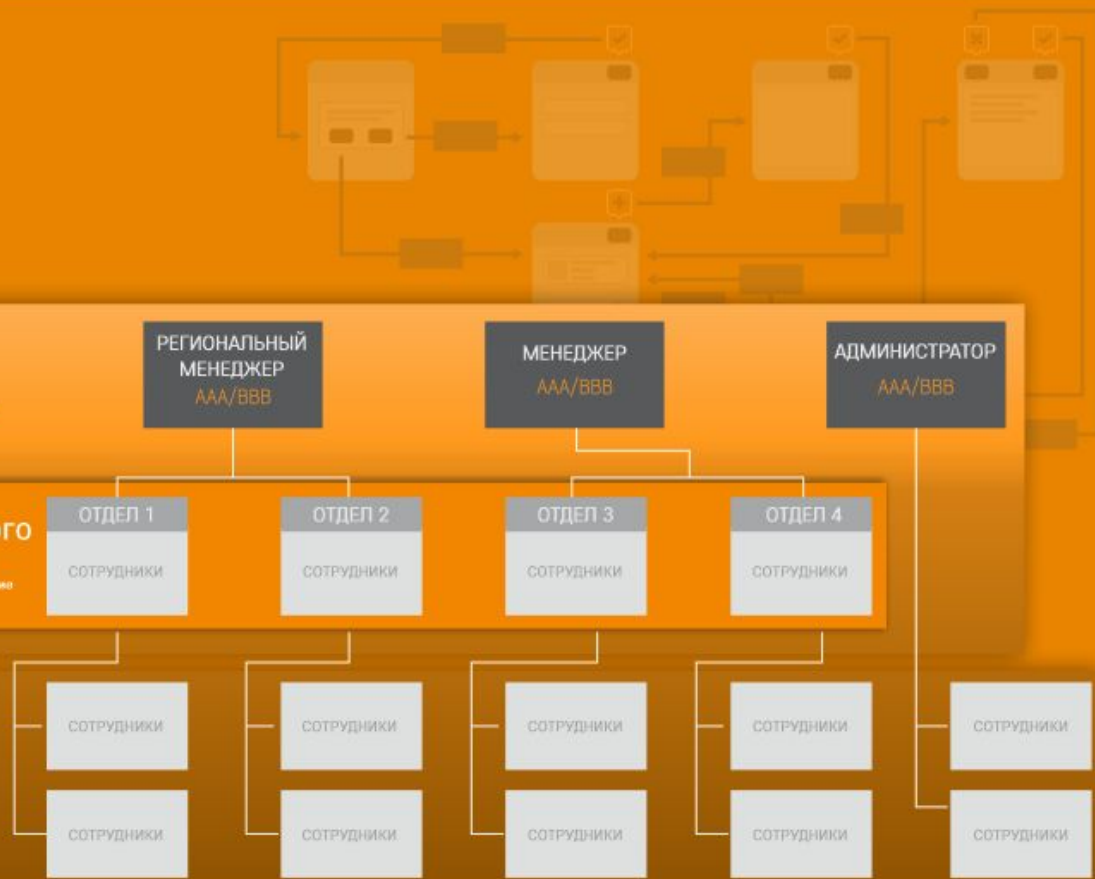 РЕГИОНАЛЬНЫЙ
МЕНЕДЖЕР
AAA/BBB
МЕНЕДЖЕР
AAA/BBB
АДМИНИСТРАТОР
AAA/BBB
ого
ОТДЕЛ 1
СОТРУДНИКИ
ОТДЕЛ 2
СОТРУДНИКИ
ОТДЕЛ 3
СОТРУДНИКИ
ОТДЕЛ 4
СОТРУДНИКИ
СОТРУДНИКИ
СОТРУДНИКИ
СОТРУДНИКИ
СОТРУДНИКИ
СОТРУДНИКИ
СОТРУДНИКИ
СОТРУДНИКИ
СОТРУДНИКИ
СОТРУДНИКИ
СОТРУДНИКИ